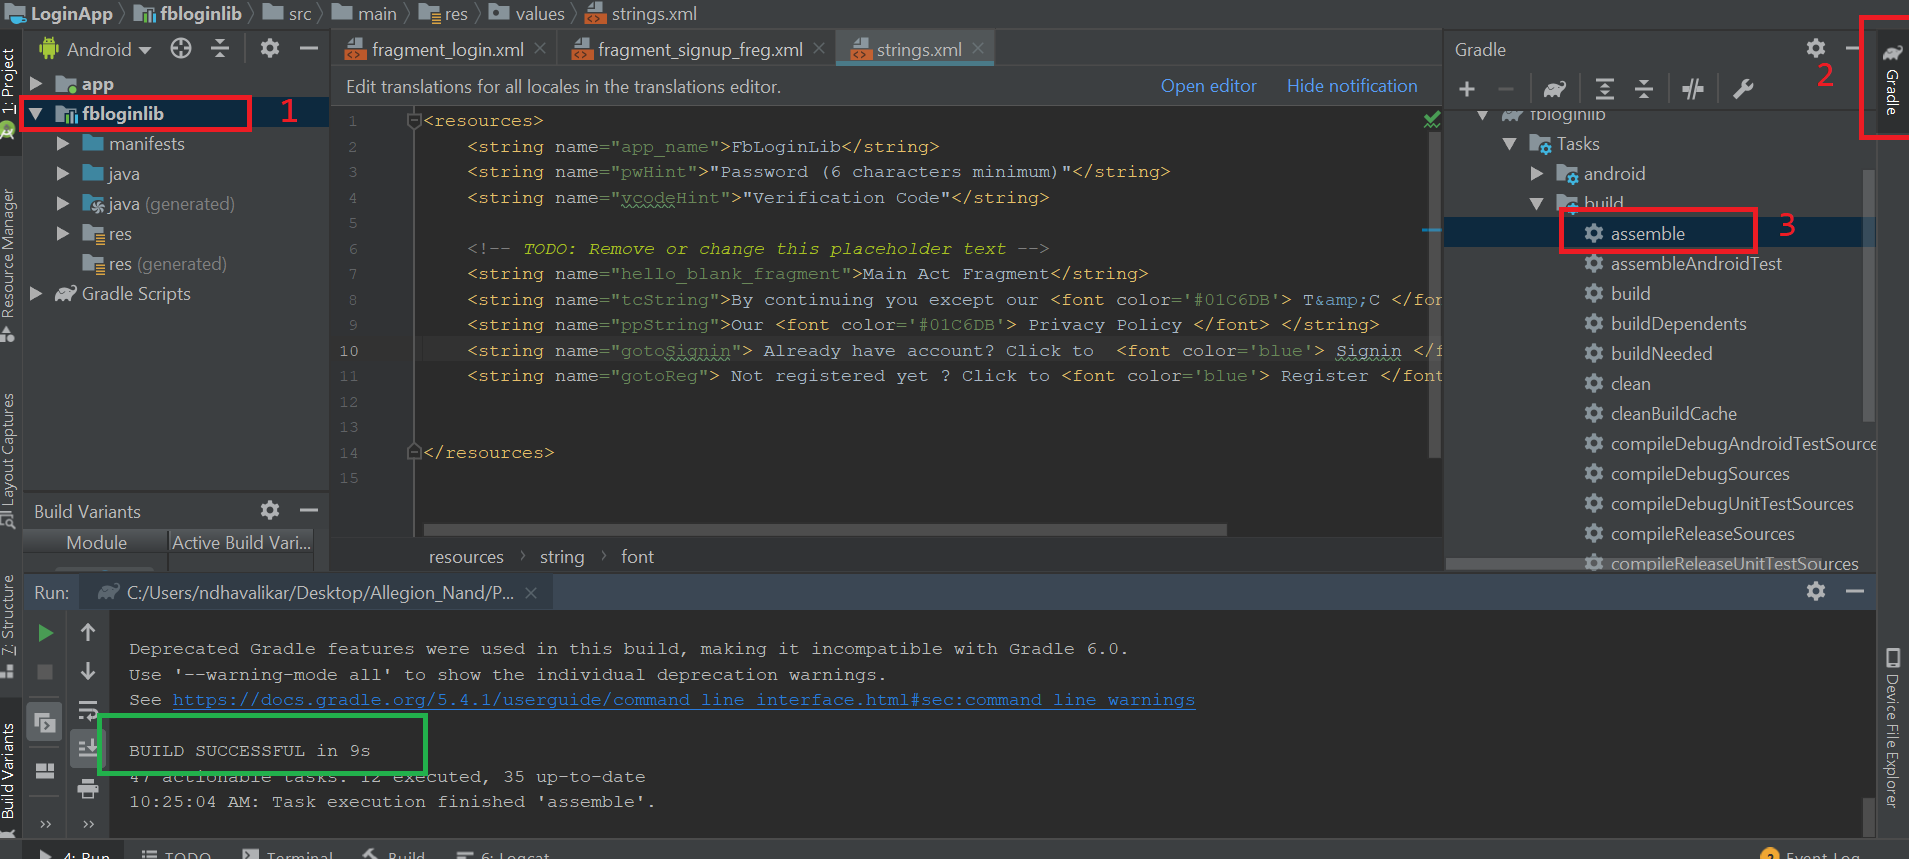 LoginApp fbloginlib src main res values strings.xml
1: Project
Resource Manager
Layout Captures
7: Structure
Build Variants
Android
app
fbloginlib
1
manifests
java
java (generated)
res
res (generated)
Gradle Scripts
Build Variants
Module Active Build Vari...
fragment_login.xml fragment_signup_freg.xml strings.xml
Edit translations for all locales in the translations editor. Open editor Hide notification
1 <resources>
2 <string name="app_name">FbLoginLib</string>
3 <string name="pwHint">"Password (6 characters minimum)"</string>
4 <string name="vcodeHint">"Verification Code"</string>
5
6 <!-- TODO: Remove or change this placeholder text -->
7 <string name="hello_blank_fragment">Main Act Fragment</string>
8 <string name="tcString">By continuing you except our <font color='#01C6DB'> T&amp;C </fon
9 <string name="ppString">Our <font color='#01C6DB'> Privacy Policy </font> </string>
10 <string name="gotoSignin"> Already have account? Click to <font color='blue'> Signin </f
11 <string name="gotoReg"> Not registered yet ? Click to <font color='blue'> Register </font
12
13
14 </resources>
15
resources string font
Gradle
2
Gradle
fbloginlib
Tasks
android
build
assemble
3
assembleAndroidTest
build
buildDependents
buildNeeded
clean
cleanBuildCache
compileDebugAndroidTestSource
compileDebugSources
compileDebugUnitTestSources
compileReleaseSources
compileReleaseUnitTestSources
Device File Explorer
Run: C:/Users/ndhavalikar/Desktop/Allegion_Nand/P...
Deprecated Gradle features were used in this build, making it incompatible with Gradle 6.0.
Use '--warning-mode all' to show the individual deprecation warnings.
See https://docs.gradle.org/5.4.1/userguide/command_line_interface.html#sec:command_line_warnings
BUILD SUCCESSFUL in 9s
47 actionable tasks: 12 executed, 35 up-to-date
10:25:04 AM: Task execution finished 'assemble'.
4: Run TODO Terminal Build 6: Logcat 2 Event Log